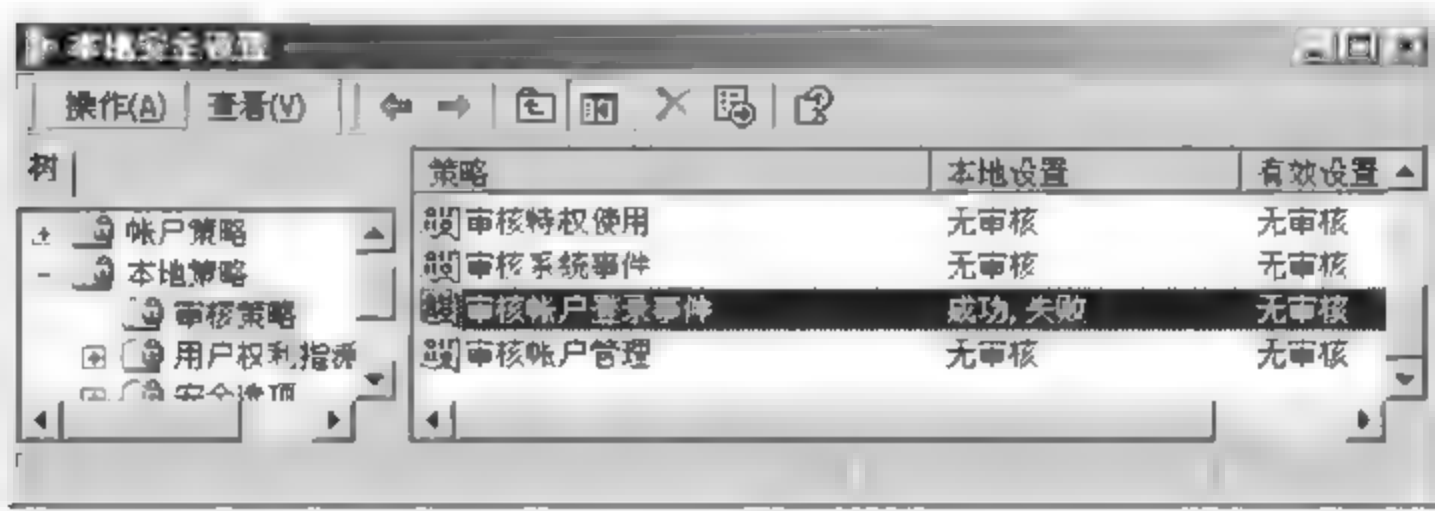 本地安全设置
操作(A) 查看(V)
树
策略 本地设置 有效设置
帐户策略
本地策略
审核策略
用户权利指派
安全选项
审核特权使用 无审核 无审核
审核系统事件 无审核 无审核
审核帐户登录事件 成功, 失败 无审核
审核帐户管理 无审核 无审核